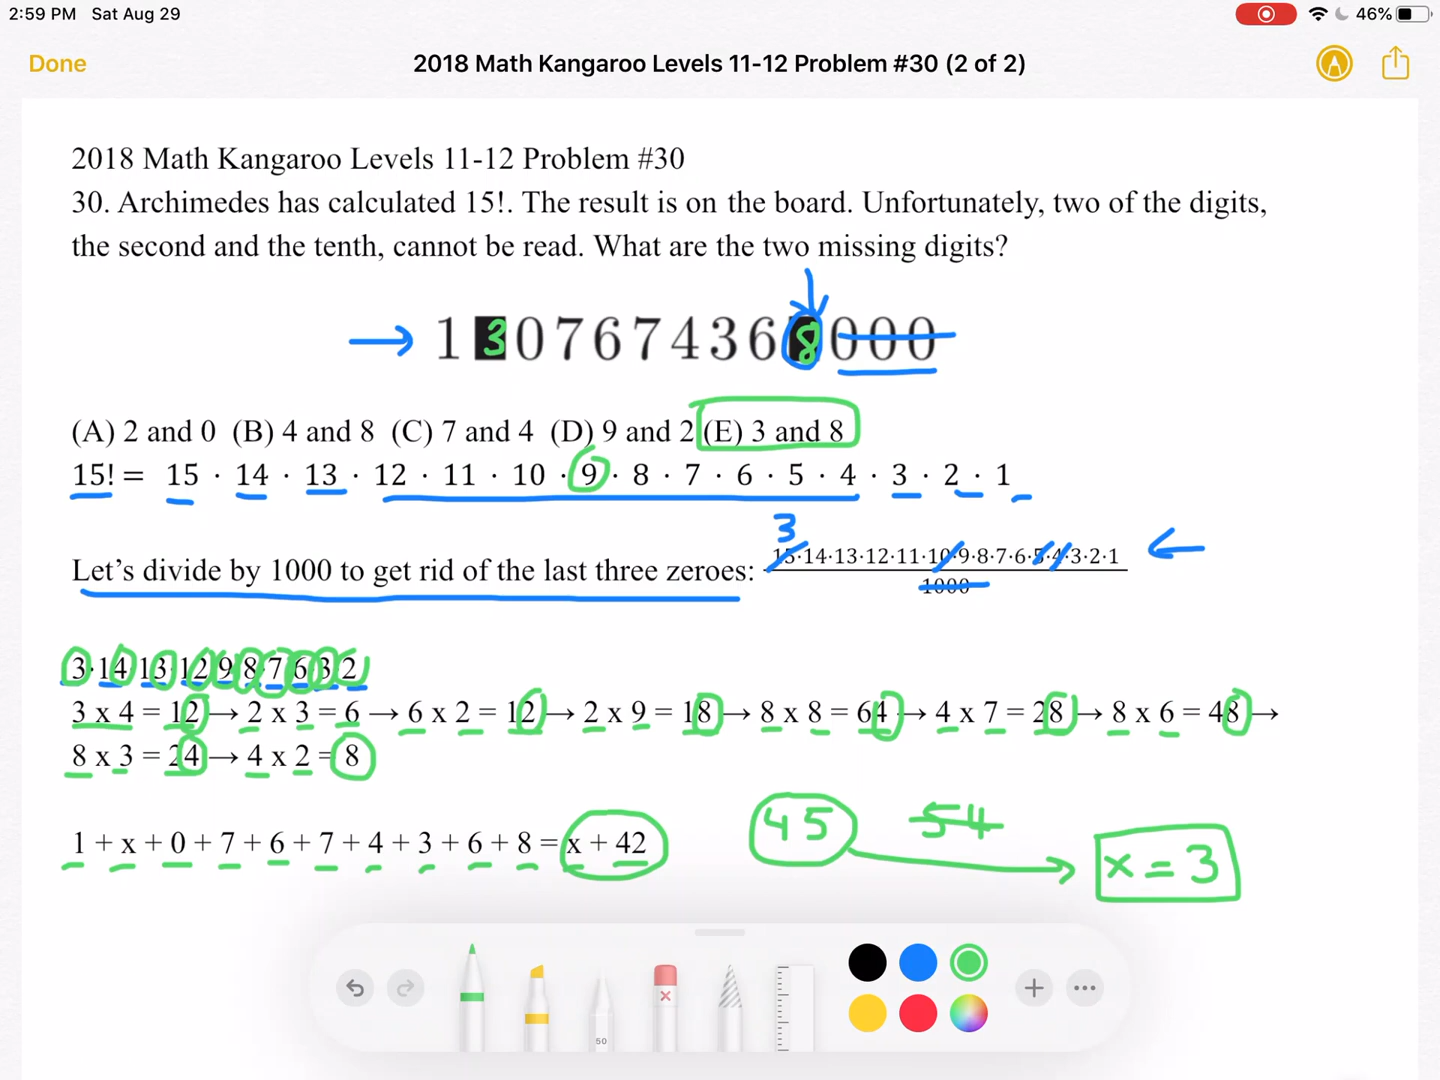 2:59 PM Sat Aug 29
46%
Done
2018 Math Kangaroo Levels 11-12 Problem #30 (2 of 2)
2018 Math Kangaroo Levels 11-12 Problem #30
30. Archimedes has calculated 15!. The result is on the board. Unfortunately, two of the digits,
the second and the tenth, cannot be read. What are the two missing digits?
1 3 0 7 6 7 4 3 6 8 0 0 0
(A) 2 and 0 (B) 4 and 8 (C) 7 and 4 (D) 9 and 2 (E) 3 and 8
15! = 15 · 14 · 13 · 12 · 11 · 10 · 9 · 8 · 7 · 6 · 5 · 4 · 3 · 2 · 1
3
15·14·13·12·11·10·9·8·7·6·5·4·3·2·1
Let's divide by 1000 to get rid of the last three zeroes:
1000
3·14·13·12·9·8·7·6·3·2
3 x 4 = 12 → 2 x 3 = 6 → 6 x 2 = 12 → 2 x 9 = 18 → 8 x 8 = 64 → 4 x 7 = 28 → 8 x 6 = 48 →
8 x 3 = 24 → 4 x 2 = 8
1 + x + 0 + 7 + 6 + 7 + 4 + 3 + 6 + 8 = x + 42
45 54
x = 3
50